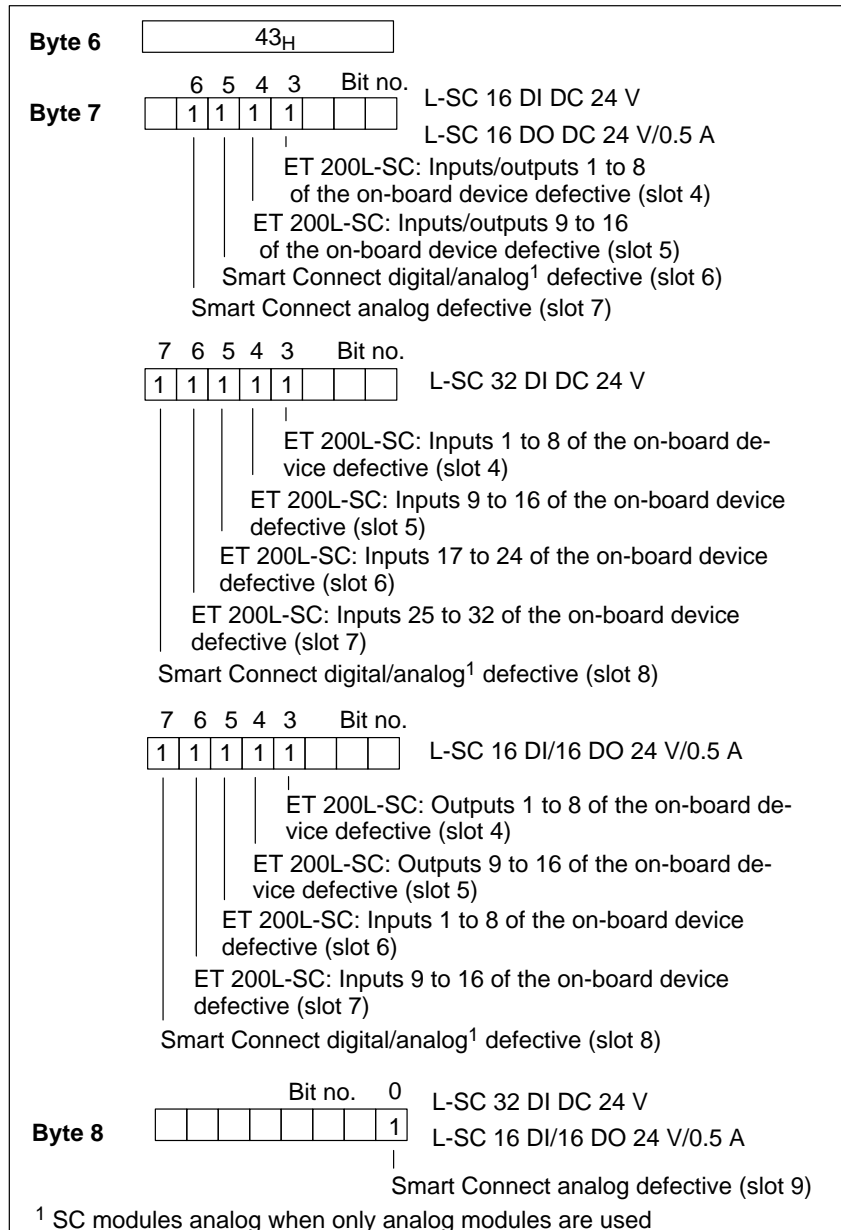 Byte 6 43H
6 5 4 3 Bit no.
Byte 7 1 1 1 1 L-SC 16 DI DC 24 V
L-SC 16 DO DC 24 V/0.5 A
ET 200L-SC: Inputs/outputs 1 to 8
of the on-board device defective (slot 4)
ET 200L-SC: Inputs/outputs 9 to 16
of the on-board device defective (slot 5)
Smart Connect digital/analog1 defective (slot 6)
Smart Connect analog defective (slot 7)
7 6 5 4 3 Bit no.
1 1 1 1 1 L-SC 32 DI DC 24 V
ET 200L-SC: Inputs 1 to 8 of the on-board de-
vice defective (slot 4)
ET 200L-SC: Inputs 9 to 16 of the on-board device
defective (slot 5)
ET 200L-SC: Inputs 17 to 24 of the on-board device
defective (slot 6)
ET 200L-SC: Inputs 25 to 32 of the on-board device
defective (slot 7)
Smart Connect digital/analog1 defective (slot 8)
7 6 5 4 3 Bit no.
1 1 1 1 1 L-SC 16 DI/16 DO 24 V/0.5 A
ET 200L-SC: Outputs 1 to 8 of the on-board de-
vice defective (slot 4)
ET 200L-SC: Outputs 9 to 16 of the on-board de-
vice defective (slot 5)
ET 200L-SC: Inputs 1 to 8 of the on-board device
defective (slot 6)
ET 200L-SC: Inputs 9 to 16 of the on-board device
defective (slot 7)
Smart Connect digital/analog1 defective (slot 8)
Bit no. 0
L-SC 32 DI DC 24 V
Byte 8 1 L-SC 16 DI/16 DO 24 V/0.5 A
Smart Connect analog defective (slot 9)
1 SC modules analog when only analog modules are used